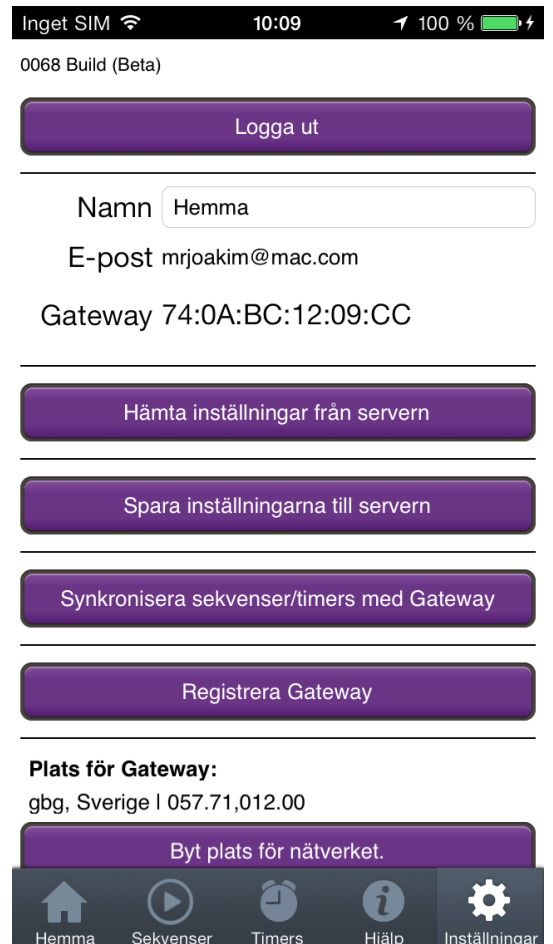 Inget SIM 10:09 100 %
0068 Build (Beta)
Logga ut
Namn Hemma
E-post mrjoakim@mac.com
Gateway 74:0A:BC:12:09:CC
Hämta inställningar från servern
Spara inställningarna till servern
Synkronisera sekvenser/timers med Gateway
Registrera Gateway
Plats för Gateway:
gbg, Sverige l 057.71,012.00
Byt plats för nätverket.
Hemma Sekvenser Timers Hjälp Inställningar